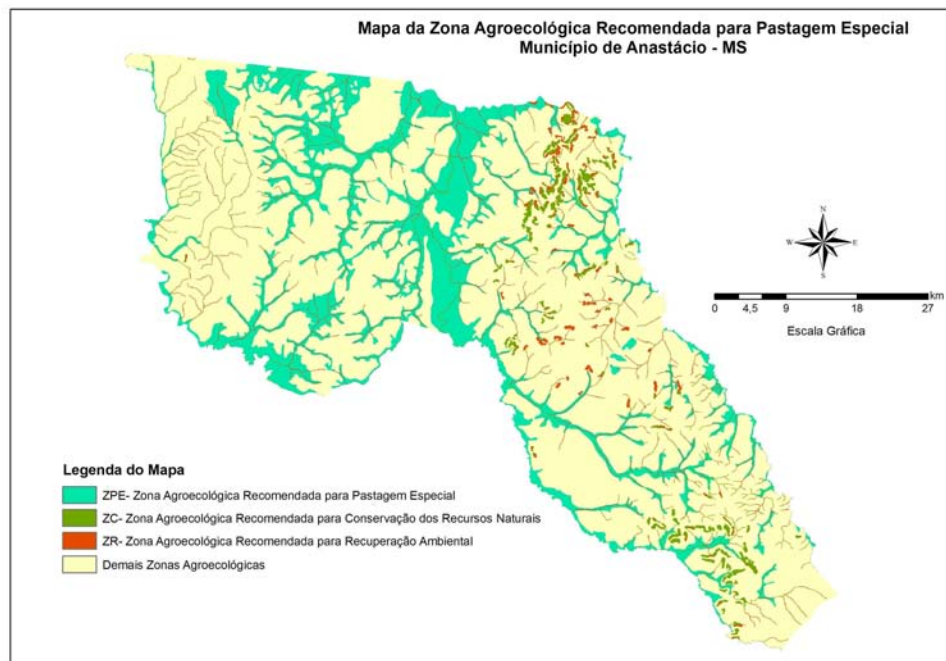 Mapa da Zona Agroecológica Recomendada para Pastagem Especial
Município de Anastácio - MS
N
W
E
S
km
0 4,5 9 18 27
Escala Gráfica
Legenda do Mapa
ZPE- Zona Agroecológica Recomendada para Pastagem Especial
ZC- Zona Agroecológica Recomendada para Conservação dos Recursos Naturais
ZR- Zona Agroecológica Recomendada para Recuperação Ambiental
Demais Zonas Agroecológicas